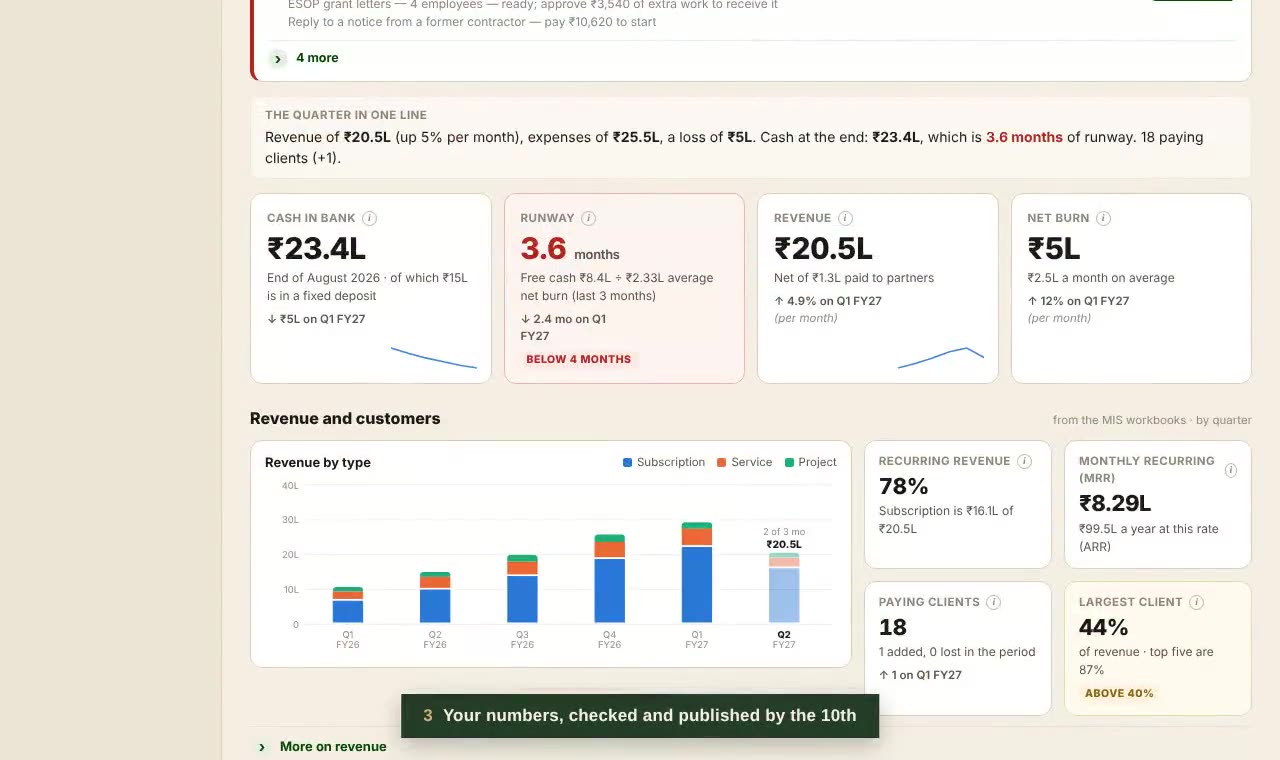 ESOP grant letters — 4 employees — ready; approve ₹3,540 of extra work to receive it
Reply to a notice from a former contractor — pay ₹10,620 to start
4 more
THE QUARTER IN ONE LINE
Revenue of ₹20.5L (up 5% per month), expenses of ₹25.5L, a loss of ₹5L. Cash at the end: ₹23.4L, which is 3.6 months of runway. 18 paying
clients (+1).
CASH IN BANK i
₹23.4L
End of August 2026 · of which ₹15L
is in a fixed deposit
↓ ₹5L on Q1 FY27
RUNWAY i
3.6 months
Free cash ₹8.4L ÷ ₹2.33L average
net burn (last 3 months)
↓ 2.4 mo on Q1
FY27
BELOW 4 MONTHS
REVENUE i
₹20.5L
Net of ₹1.3L paid to partners
↑ 4.9% on Q1 FY27
(per month)
NET BURN i
₹5L
₹2.5L a month on average
↑ 12% on Q1 FY27
(per month)
Revenue and customers
from the MIS workbooks · by quarter
Revenue by type
Subscription Service Project
40L
30L
20L
10L
0
2 of 3 mo
₹20.5L
Q1 Q2 Q3 Q4 Q1 Q2
FY26 FY26 FY26 FY26 FY27 FY27
RECURRING REVENUE i
78%
Subscription is ₹16.1L of
₹20.5L
MONTHLY RECURRING
(MRR) i
₹8.29L
₹99.5L a year at this rate
(ARR)
PAYING CLIENTS i
18
1 added, 0 lost in the period
↑ 1 on Q1 FY27
LARGEST CLIENT i
44%
of revenue · top five are
87%
ABOVE 40%
3 Your numbers, checked and published by the 10th
More on revenue